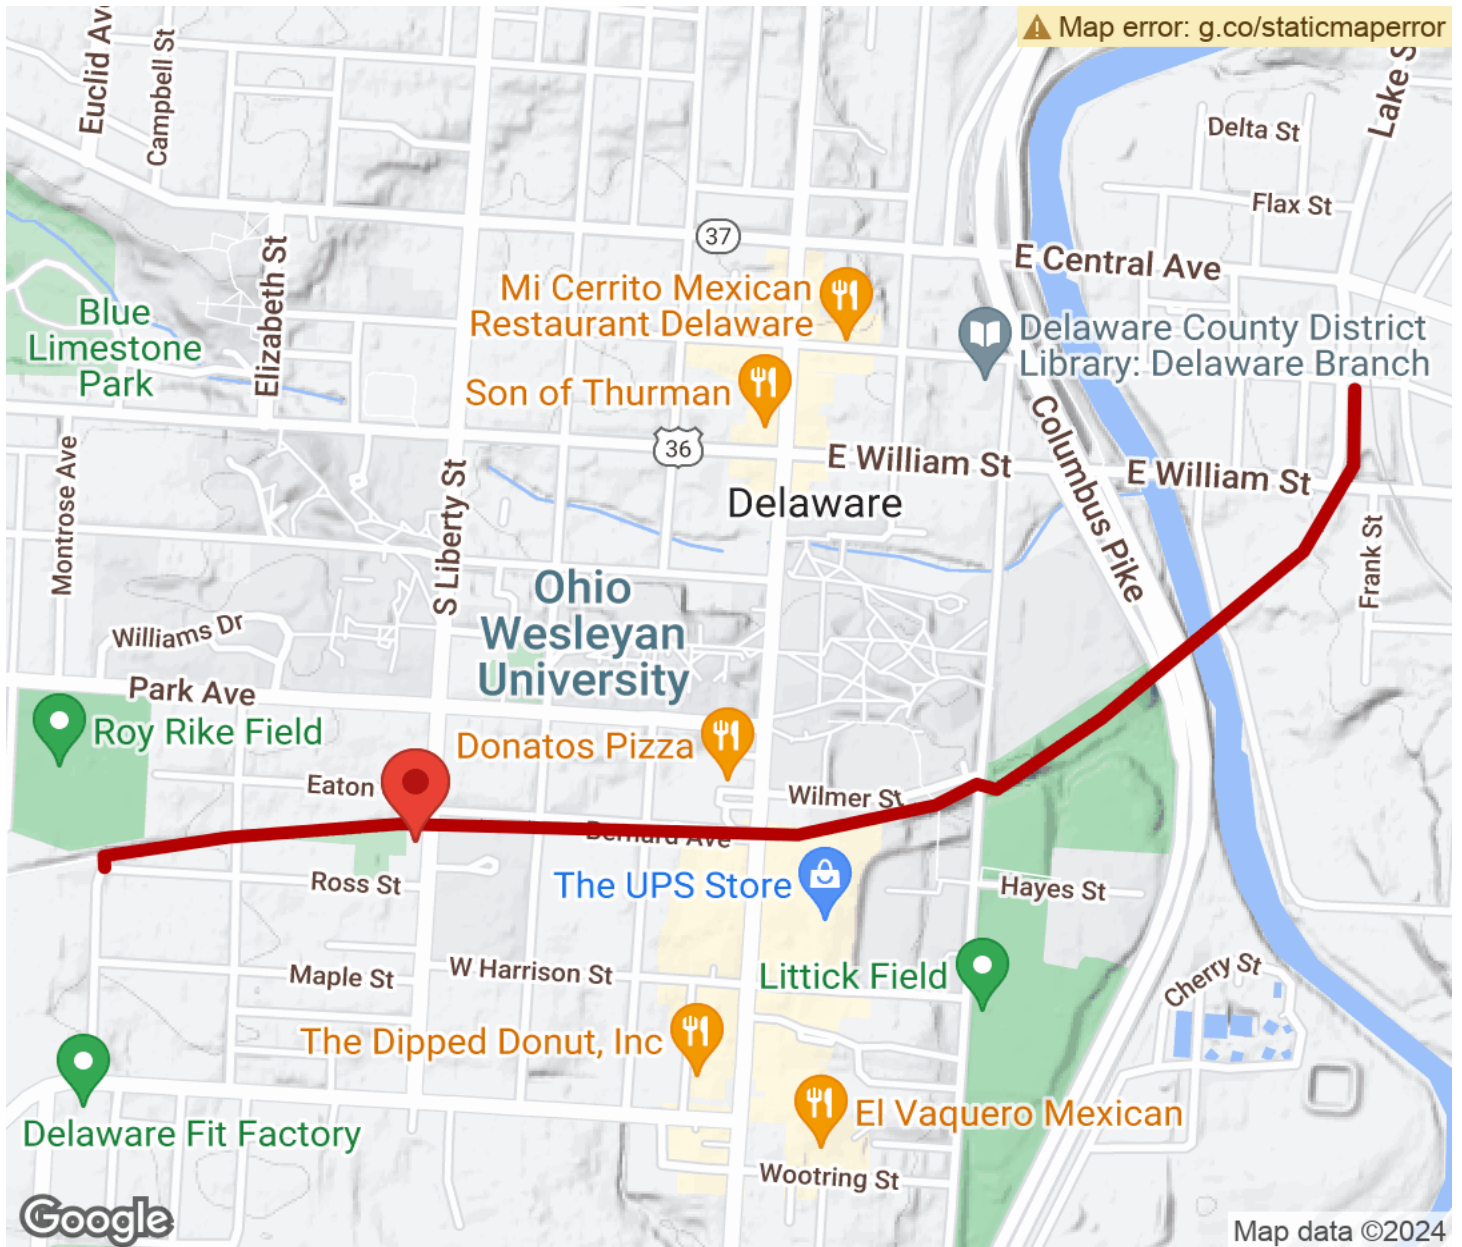 Map error: g.co/staticmaperror
Euclid Av
Campbell St
Lake S
Delta St
Flax St
37
E Central Ave
Elizabeth St
Mi Cerrito Mexican
Restaurant Delaware
Blue
Limestone
Park
Delaware County District
Library: Delaware Branch
Son of Thurman
36
E William St
E William St
Columbus Pike
Montrose Ave
S Liberty St
Delaware
Frank St
Ohio
Wesleyan
University
Williams Dr
Park Ave
Roy Rike Field
Donatos Pizza
Eaton
Wilmer St
Bernard Ave
Ross St
The UPS Store
Hayes St
Maple St
W Harrison St
Littick Field
Cherry St
The Dipped Donut, Inc
El Vaquero Mexican
Delaware Fit Factory
Wootring St
Google
Map data ©2024